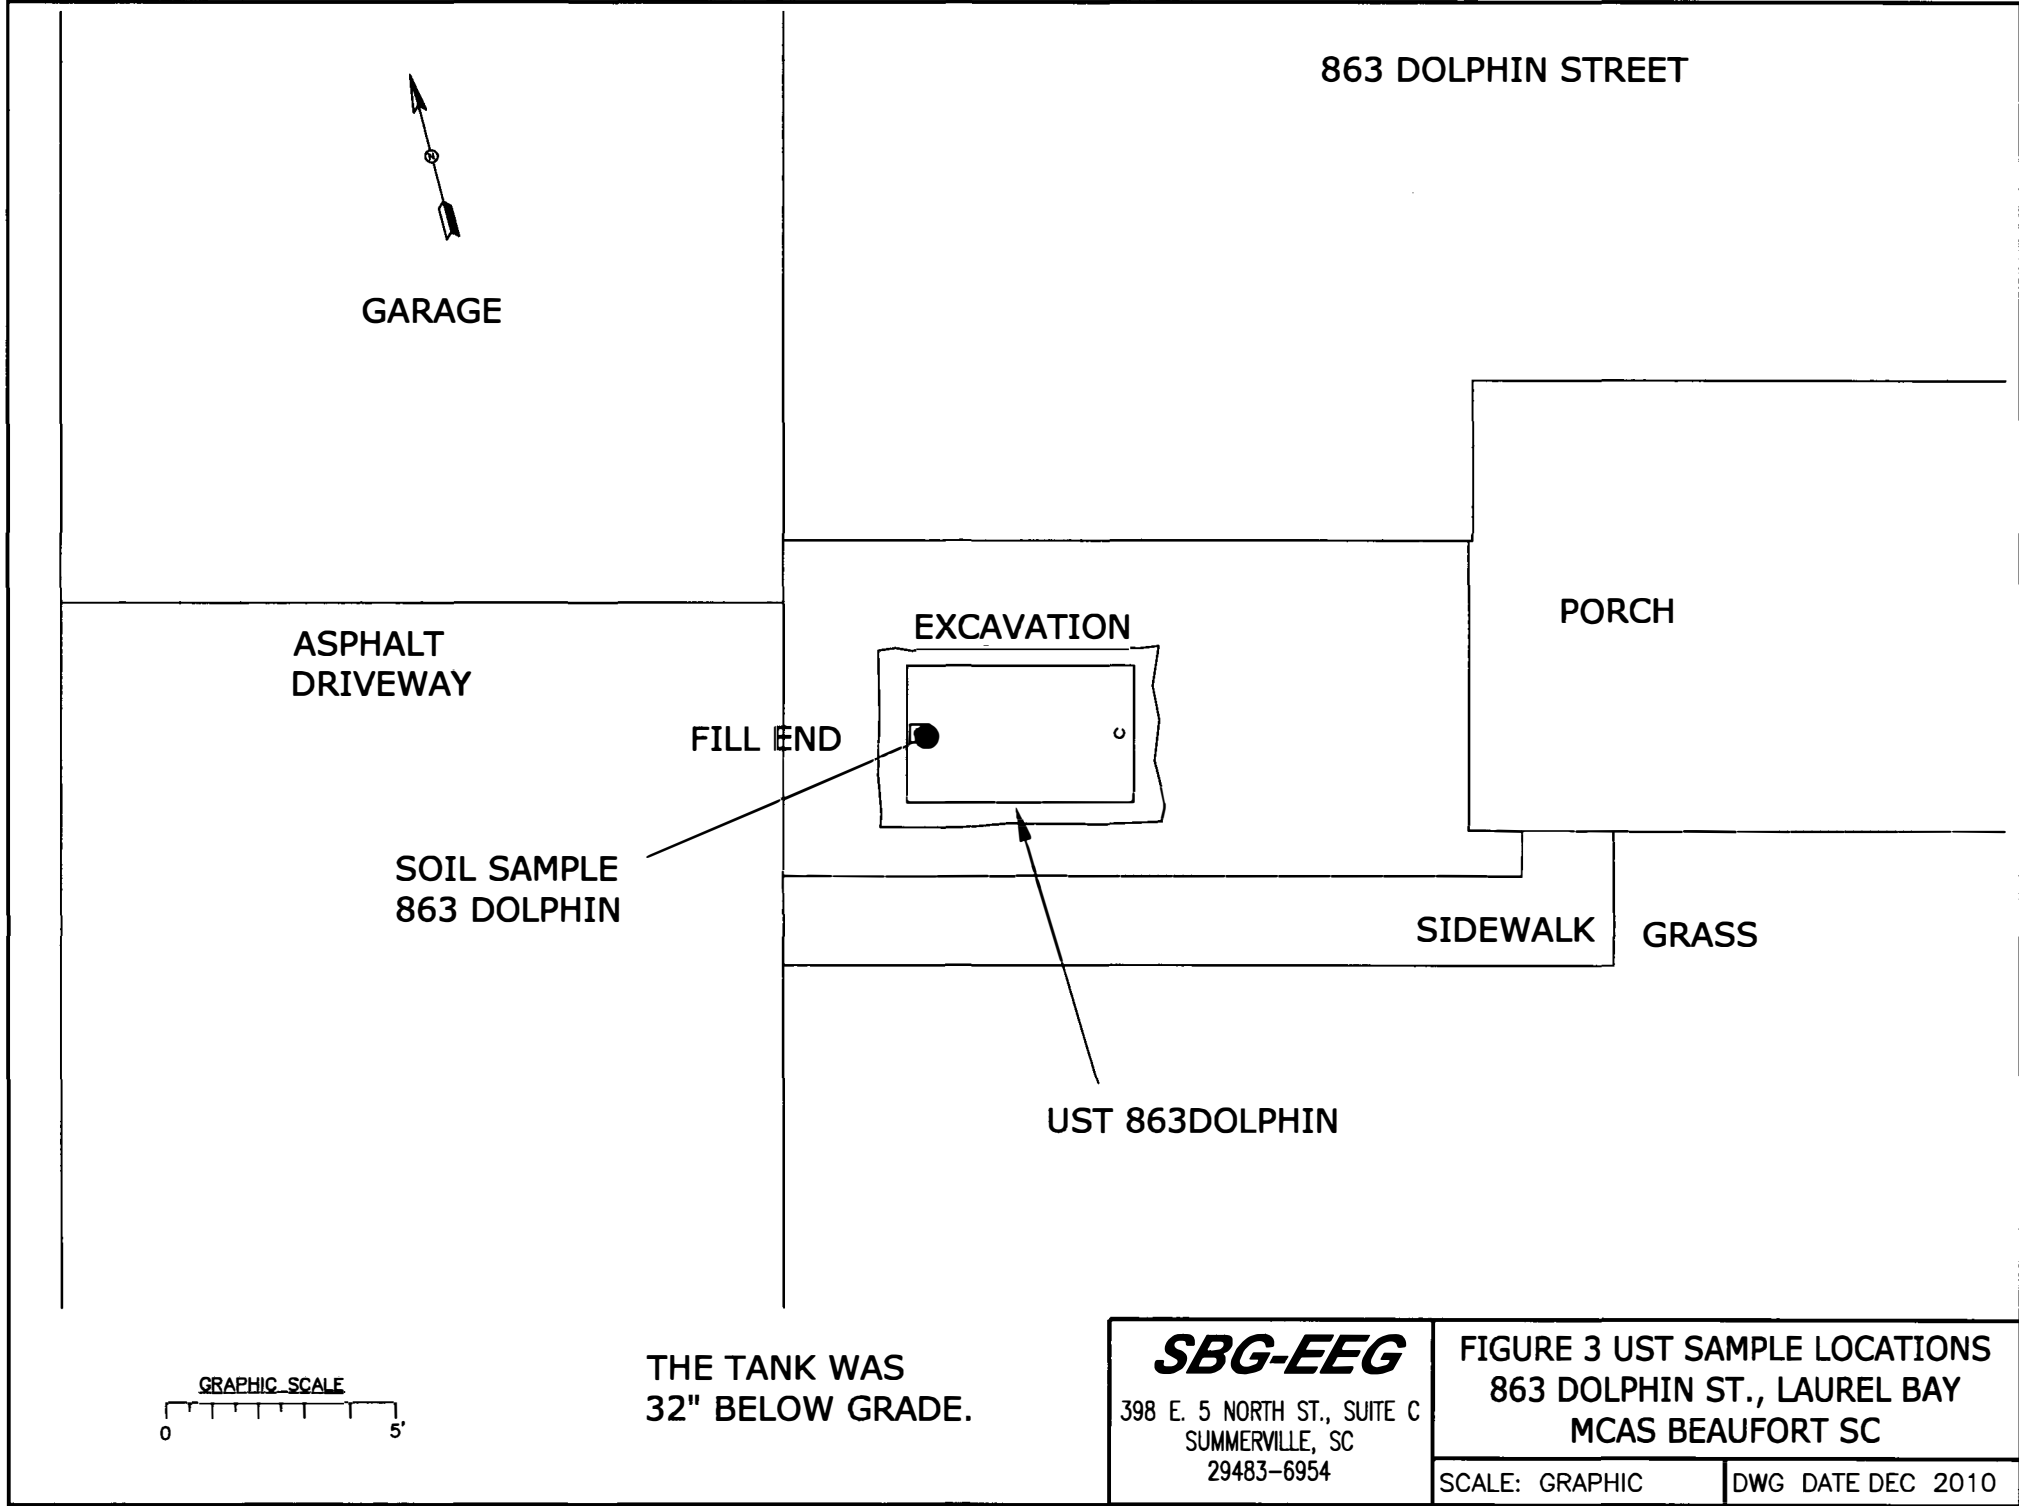 863 DOLPHIN STREET
N
GARAGE
PORCH
EXCAVATION
ASPHALT
DRIVEWAY
FILL END
C
SOIL SAMPLE
863 DOLPHIN
SIDEWALK
GRASS
UST 863DOLPHIN
GRAPHIC SCALE
0
5'
THE TANK WAS
32" BELOW GRADE.
SBG-EEG
398 E. 5 NORTH ST., SUITE C
SUMMERVILLE, SC
29483-6954
FIGURE 3 UST SAMPLE LOCATIONS
863 DOLPHIN ST., LAUREL BAY
MCAS BEAUFORT SC
SCALE: GRAPHIC
DWG DATE DEC 2010